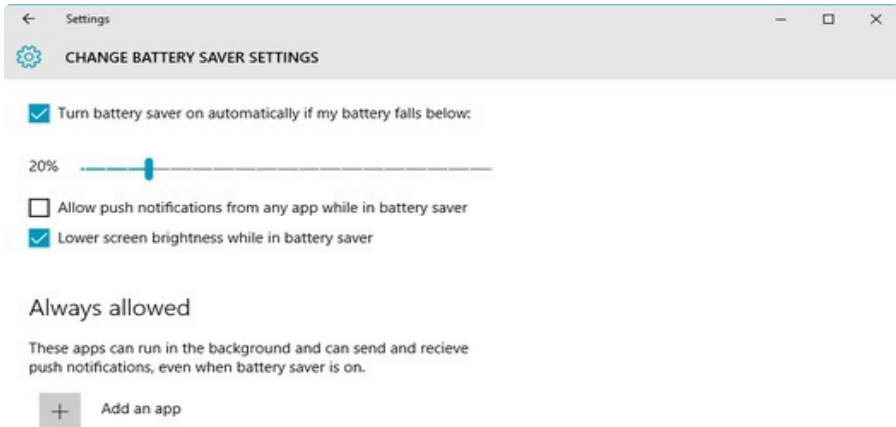 Settings
CHANGE BATTERY SAVER SETTINGS
Turn battery saver on automatically if my battery falls below:
20%
Allow push notifications from any app while in battery saver
Lower screen brightness while in battery saver
Always allowed
These apps can run in the background and can send and recieve
push notifications, even when battery saver is on.
Add an app